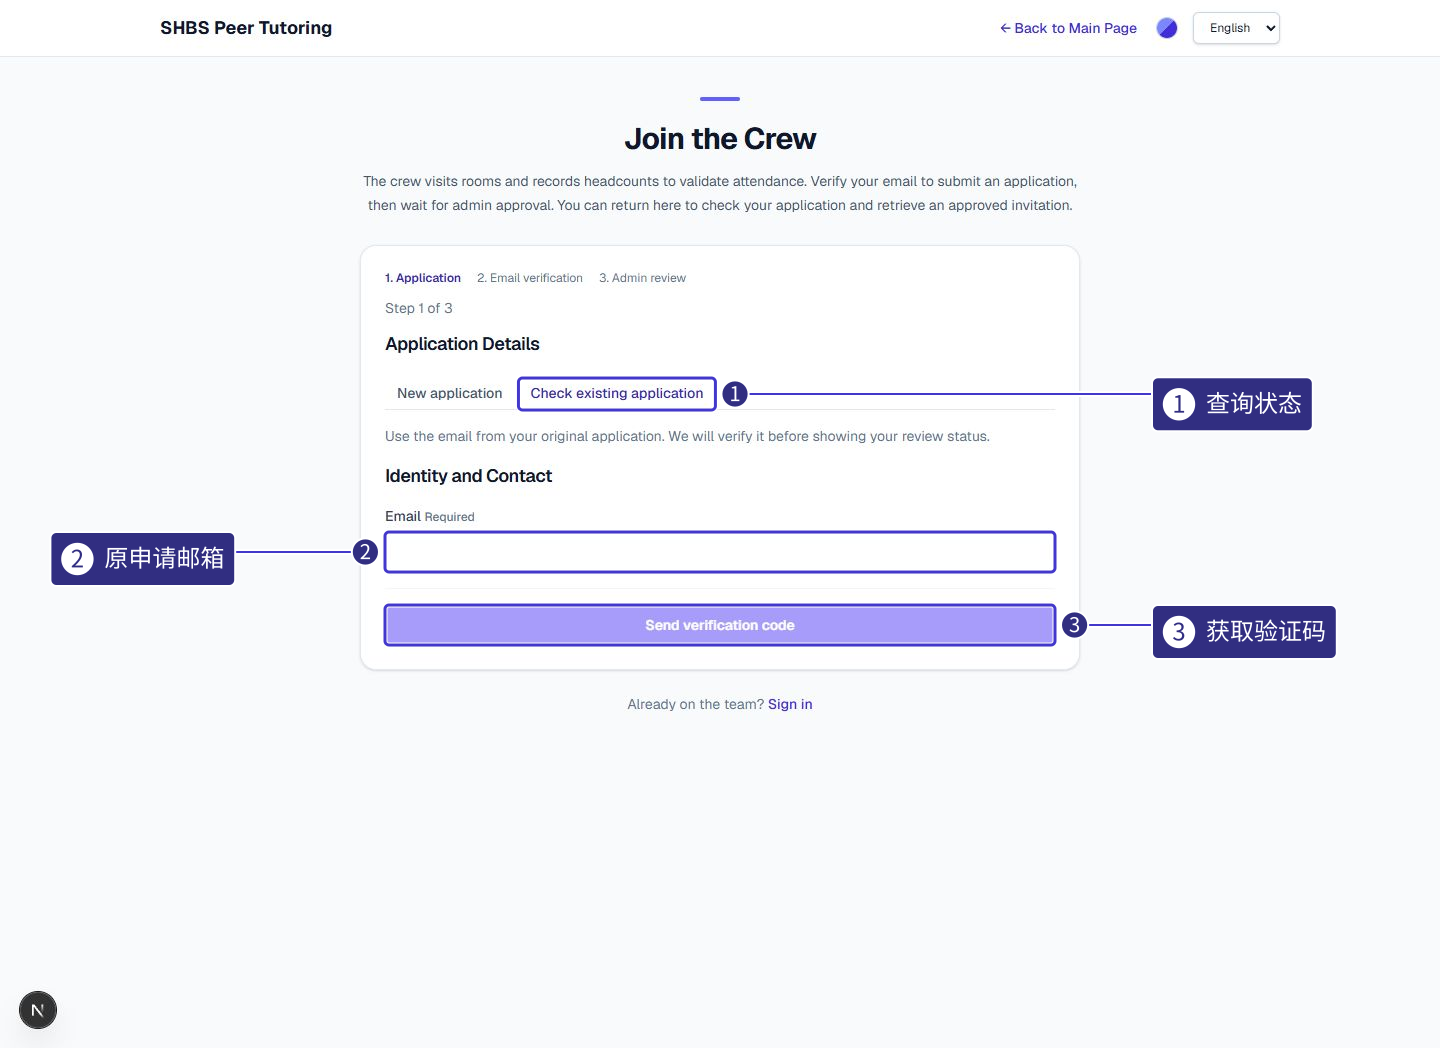 SHBS Peer Tutoring
← Back to Main Page
English
Join the Crew
The crew visits rooms and records headcounts to validate attendance. Verify your email to submit an application,
then wait for admin approval. You can return here to check your application and retrieve an approved invitation.
1. Application 2. Email verification 3. Admin review
Step 1 of 3
Application Details
New application Check existing application 1
1 查询状态
Use the email from your original application. We will verify it before showing your review status.
Identity and Contact
Email Required
2 原申请邮箱
2
Send verification code
3
3 获取验证码
Already on the team? Sign in
N